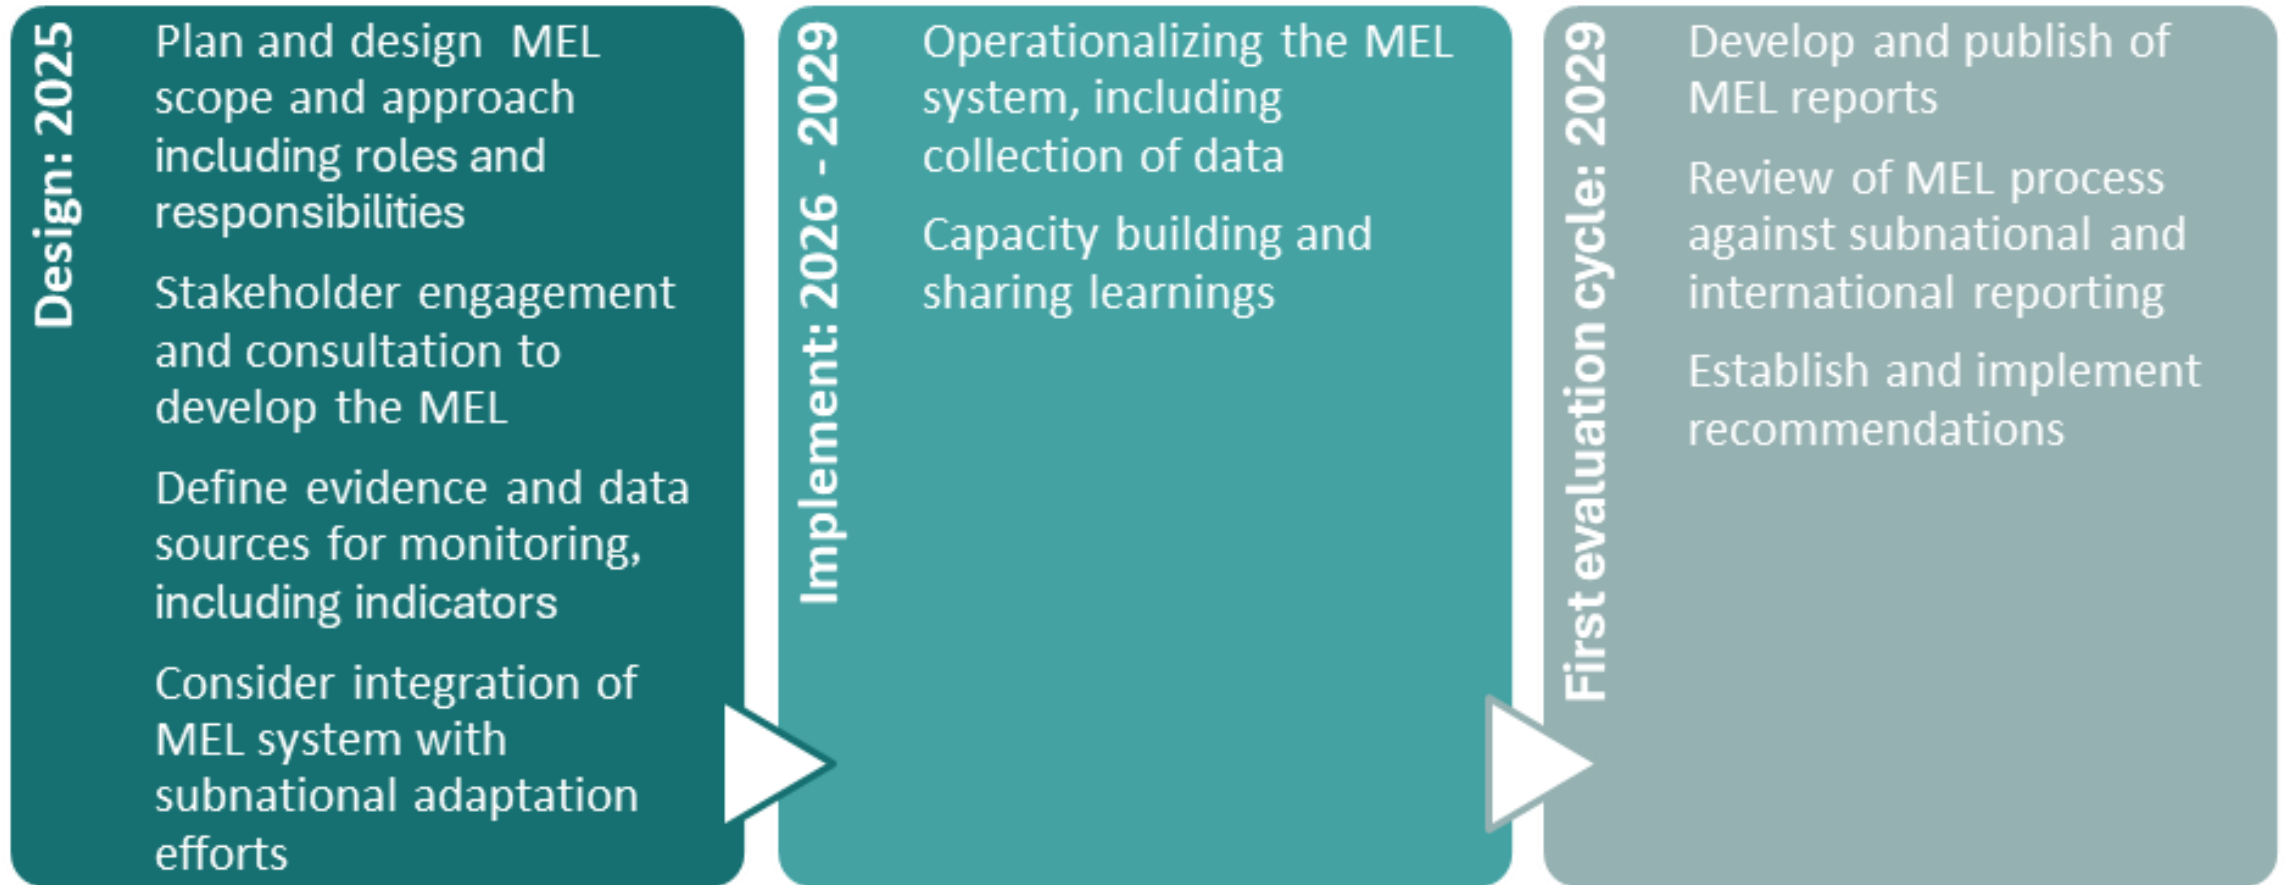 Design: 2025
Plan and design MEL
scope and approach
including roles and
responsibilities
Stakeholder engagement
and consultation to
develop the MEL
Define evidence and data
sources for monitoring,
including indicators
Consider integration of
MEL system with
subnational adaptation
efforts
Implement: 2026 - 2029
Operationalizing the MEL
system, including
collection of data
Capacity building and
sharing learnings
First evaluation cycle: 2029
Develop and publish of
MEL reports
Review of MEL process
against subnational and
international reporting
Establish and implement
recommendations